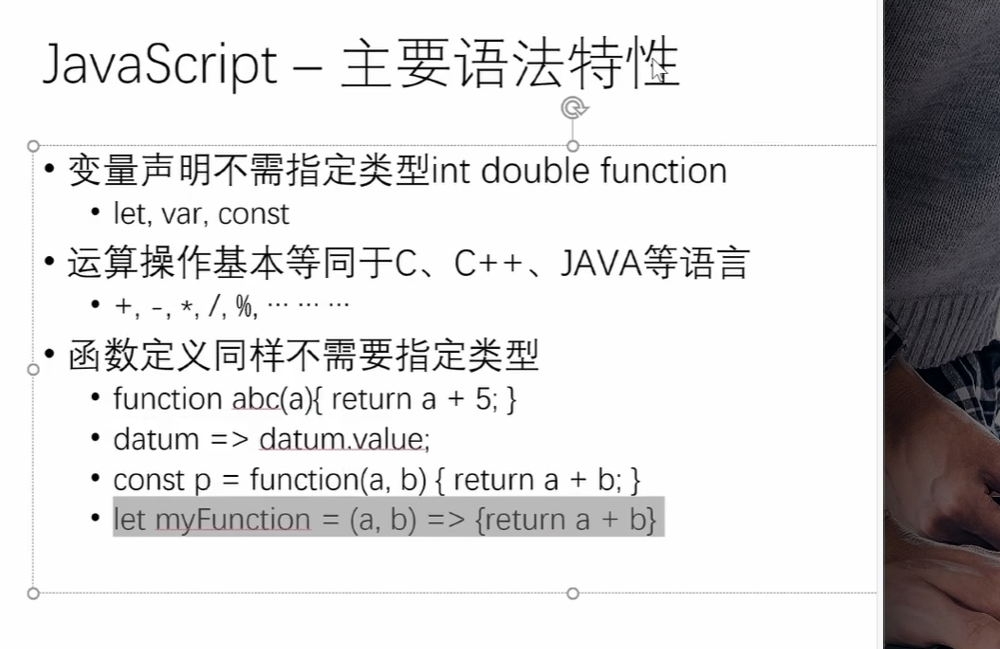 JavaScript – 主要语法特性
• 变量声明不需指定类型int double function
• let, var, const
• 运算操作基本等同于C、C++、JAVA等语言
• +, -, *, /, %, ··· ··· ···
• 函数定义同样不需要指定类型
• function abc(a){ return a + 5; }
• datum => datum.value;
• const p = function(a, b) { return a + b; }
• let myFunction = (a, b) => {return a + b}